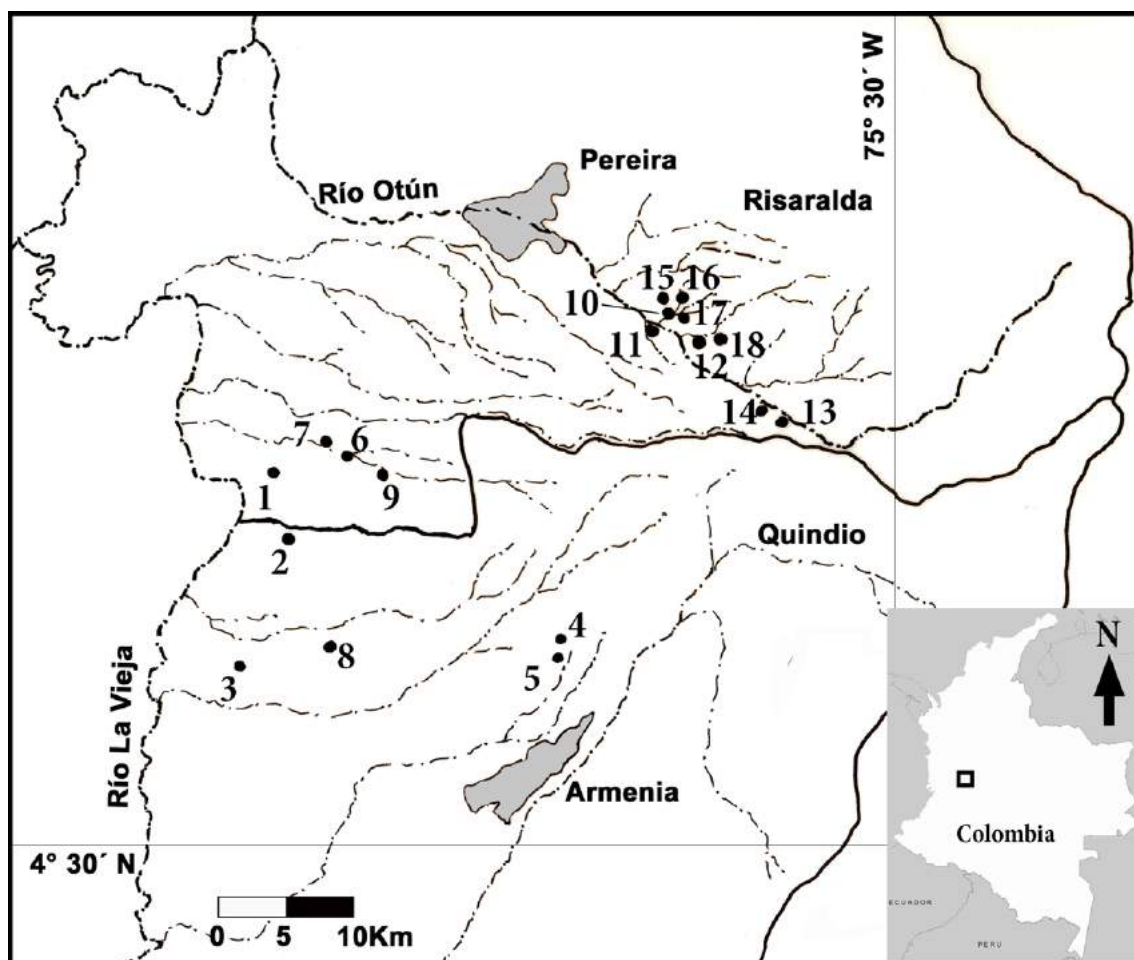 75° 30´ W
Pereira
Río Otún
Risaralda
15
16
10
17
11
12
18
14
13
7
6
1
9
2
Quindio
4
8
5
3
N
Río La Vieja
Armenia
Colombia
4° 30´ N
0
5
10Km
ECUADOR
PERU